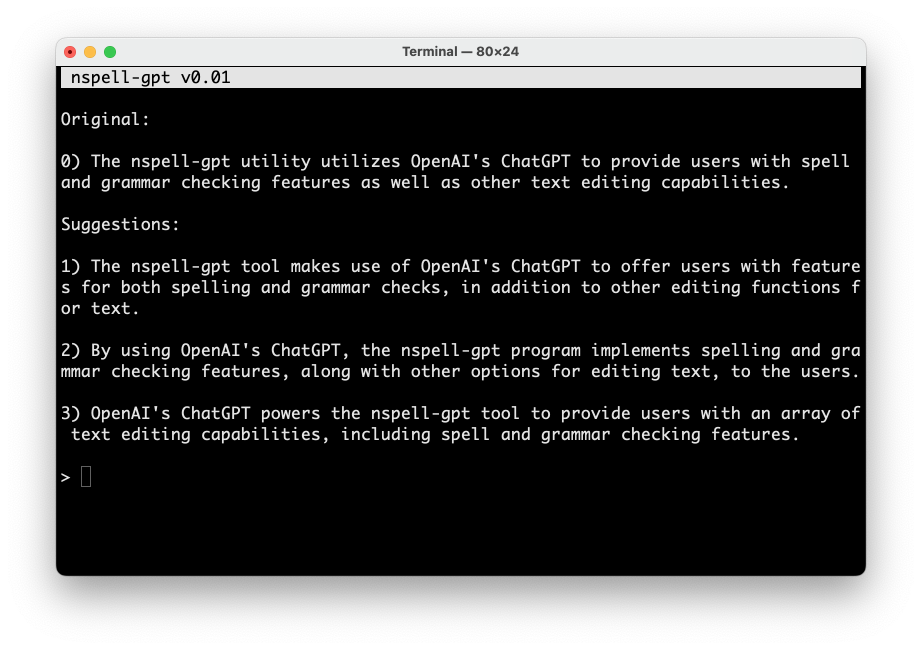 Terminal — 80×24
nspell-gpt v0.01
Original:
0) The nspell-gpt utility utilizes OpenAI's ChatGPT to provide users with spell
and grammar checking features as well as other text editing capabilities.
Suggestions:
1) The nspell-gpt tool makes use of OpenAI's ChatGPT to offer users with feature
s for both spelling and grammar checks, in addition to other editing functions f
or text.
2) By using OpenAI's ChatGPT, the nspell-gpt program implements spelling and gra
mmar checking features, along with other options for editing text, to the users.
3) OpenAI's ChatGPT powers the nspell-gpt tool to provide users with an array of
 text editing capabilities, including spell and grammar checking features.
>